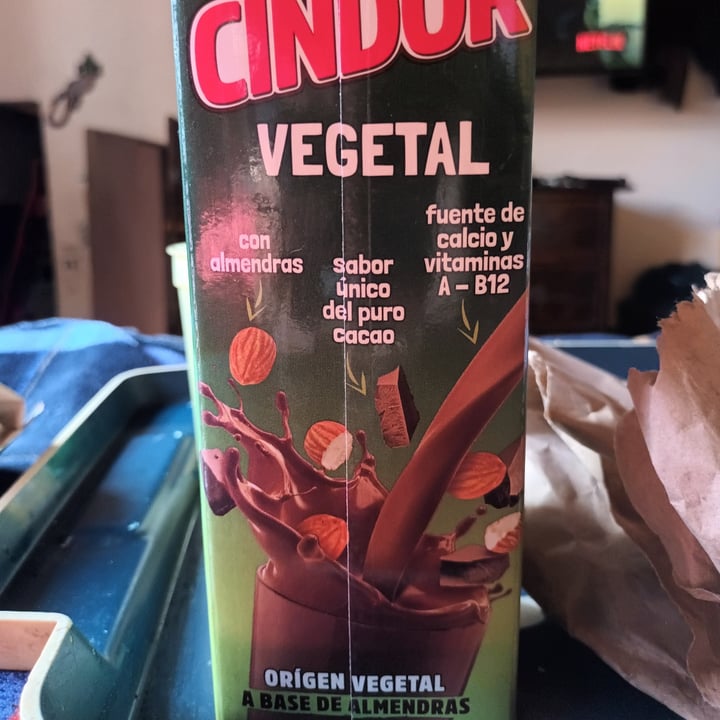 CINDOR
VEGETAL
con
almendras
sabor
único
del puro
cacao
fuente de
calcio y
vitaminas
A – B12
ORÍGEN VEGETAL
A BASE DE ALMENDRAS